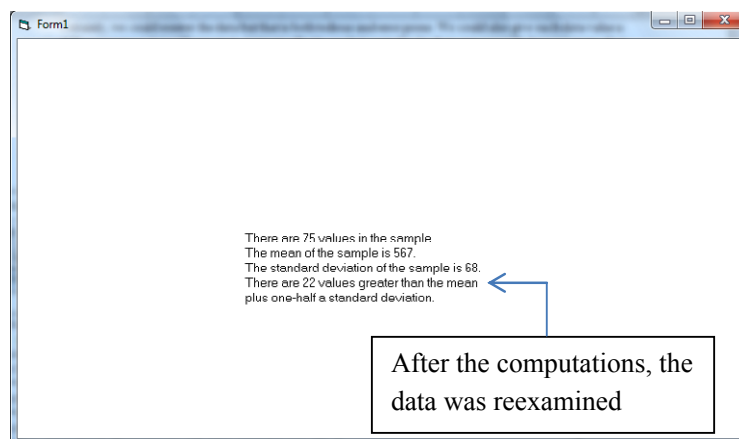 Form1
There are 75 values in the sample
The mean of the sample is 567.
The standard deviation of the sample is 68.
There are 22 values greater than the mean
plus one-half a standard deviation.
After the computations, the
data was reexamined